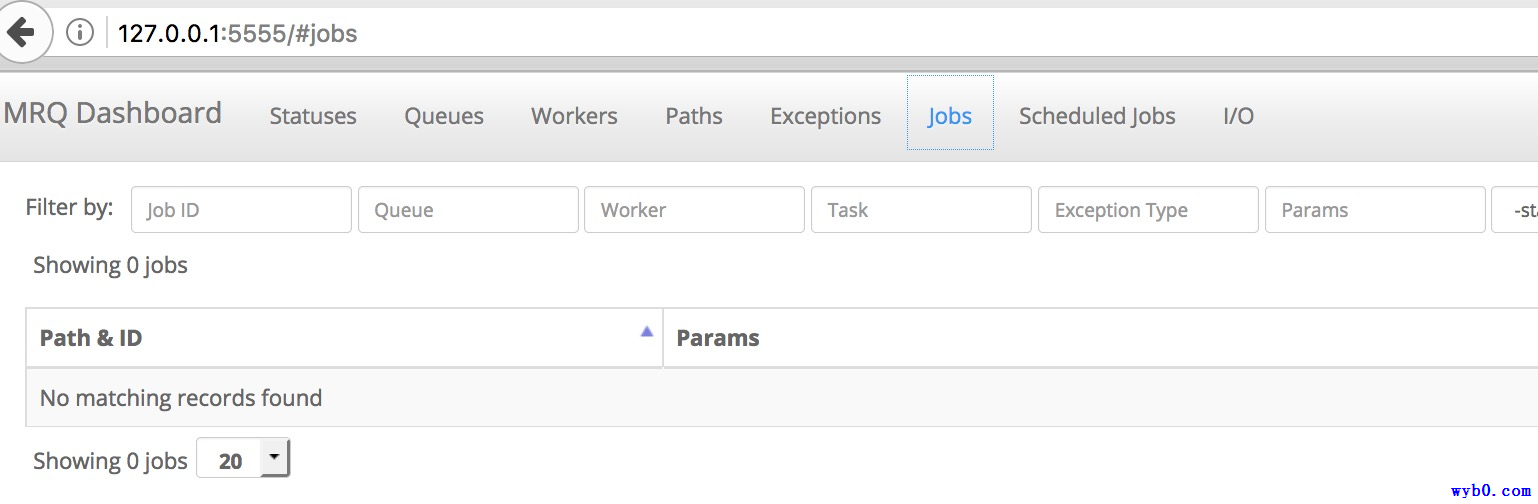 127.0.0.1:5555/#jobs
MRQ Dashboard Statuses Queues Workers Paths Exceptions Jobs Scheduled Jobs I/O
Filter by: Job ID Queue Worker Task Exception Type Params -sta
Showing 0 jobs
Path & ID Params
No matching records found
Showing 0 jobs 20
wyb0.com